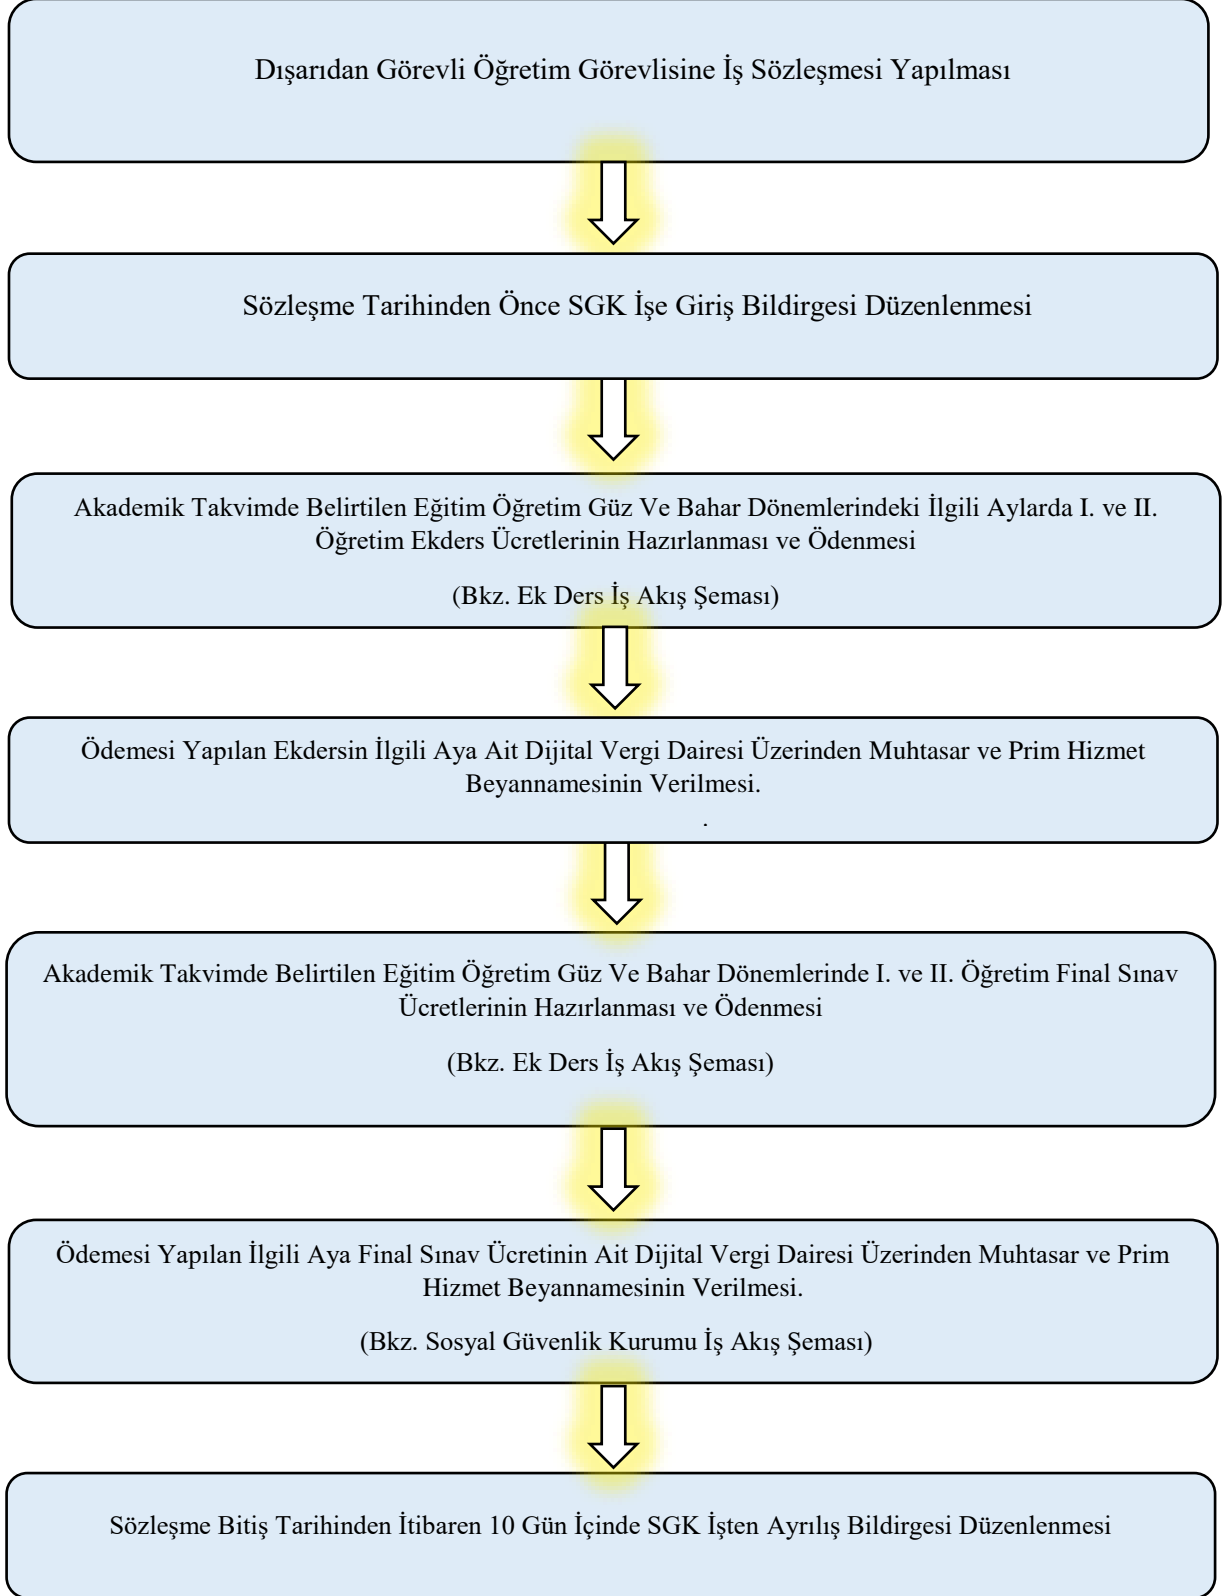 Dışarıdan Görevli Öğretim Görevlisine İş Sözleşmesi Yapılması
Sözleşme Tarihinden Önce SGK İşe Giriş Bildirgesi Düzenlenmesi
Akademik Takvimde Belirtilen Eğitim Öğretim Güz Ve Bahar Dönemlerindeki İlgili Aylarda I. ve II.
Öğretim Ekders Ücretlerinin Hazırlanması ve Ödenmesi
(Bkz. Ek Ders İş Akış Şeması)
Ödemesi Yapılan Ekdersin İlgili Aya Ait Dijital Vergi Dairesi Üzerinden Muhtasar ve Prim Hizmet
Beyannamesinin Verilmesi.
.
Akademik Takvimde Belirtilen Eğitim Öğretim Güz Ve Bahar Dönemlerinde I. ve II. Öğretim Final Sınav
Ücretlerinin Hazırlanması ve Ödenmesi
(Bkz. Ek Ders İş Akış Şeması)
Ödemesi Yapılan İlgili Aya Final Sınav Ücretinin Ait Dijital Vergi Dairesi Üzerinden Muhtasar ve Prim
Hizmet Beyannamesinin Verilmesi.
(Bkz. Sosyal Güvenlik Kurumu İş Akış Şeması)
Sözleşme Bitiş Tarihinden İtibaren 10 Gün İçinde SGK İşten Ayrılış Bildirgesi Düzenlenmesi